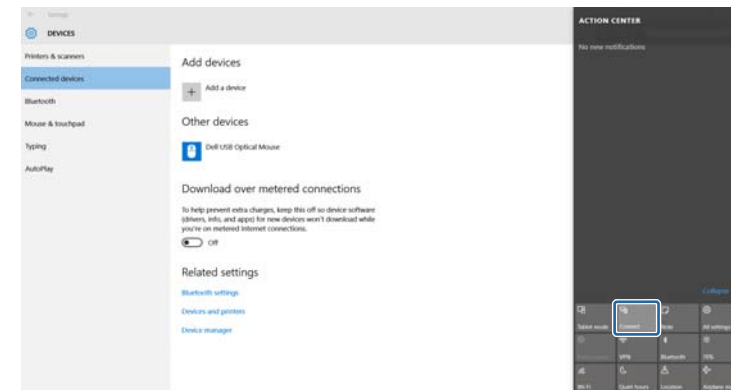 Settings
DEVICES
Printers & scanners
Connected devices
Bluetooth
Mouse & touchpad
Typing
AutoPlay
Add devices
Add a device
Other devices
Dell USB Optical Mouse
Download over metered connections
To help prevent extra charges, keep this off so device software
(drivers, info, and apps) for new devices won't download while
you're on metered Internet connections.
Off
Related settings
Bluetooth settings
Devices and printers
Device manager
ACTION CENTER
No new notifications
Collapse
Tablet mode
Connect
Note
All settings
VPN
Bluetooth
70%
Wi-Fi
Quiet hours
Location
Airplane mo